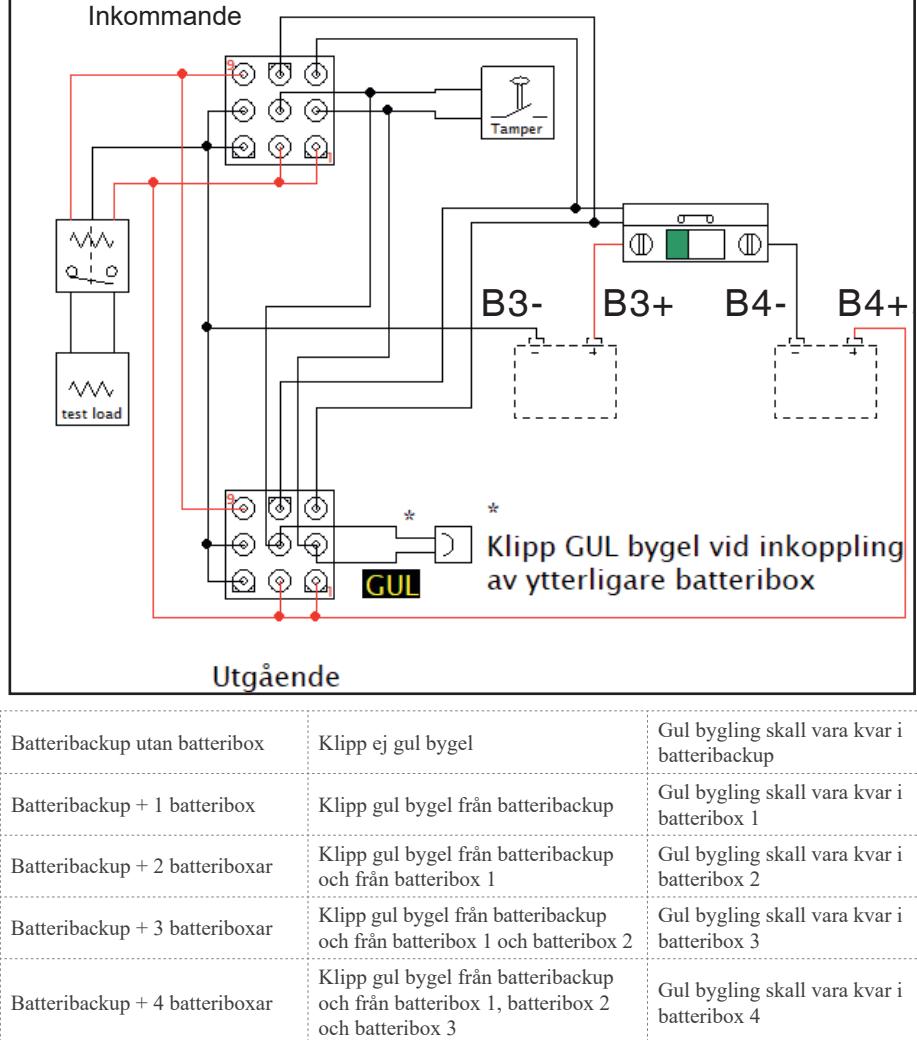 Inkommande
9
1
Tamper
B3-
B3+
B4-
B4+
-
+
-
+
test load
9
1
*
*
Klipp GUL bygel vid inkoppling
av ytterligare batteribox
GUL
Utgående
Batteribackup utan batteribox
Klipp ej gul bygel
Gul bygling skall vara kvar i
batteribackup
Batteribackup + 1 batteribox
Klipp gul bygel från batteribackup
Gul bygling skall vara kvar i
batteribox 1
Batteribackup + 2 batteriboxar
Klipp gul bygel från batteribackup
och från batteribox 1
Gul bygling skall vara kvar i
batteribox 2
Batteribackup + 3 batteriboxar
Klipp gul bygel från batteribackup
och från batteribox 1 och batteribox 2
Gul bygling skall vara kvar i
batteribox 3
Batteribackup + 4 batteriboxar
Klipp gul bygel från batteribackup
och från batteribox 1, batteribox 2
och batteribox 3
Gul bygling skall vara kvar i
batteribox 4